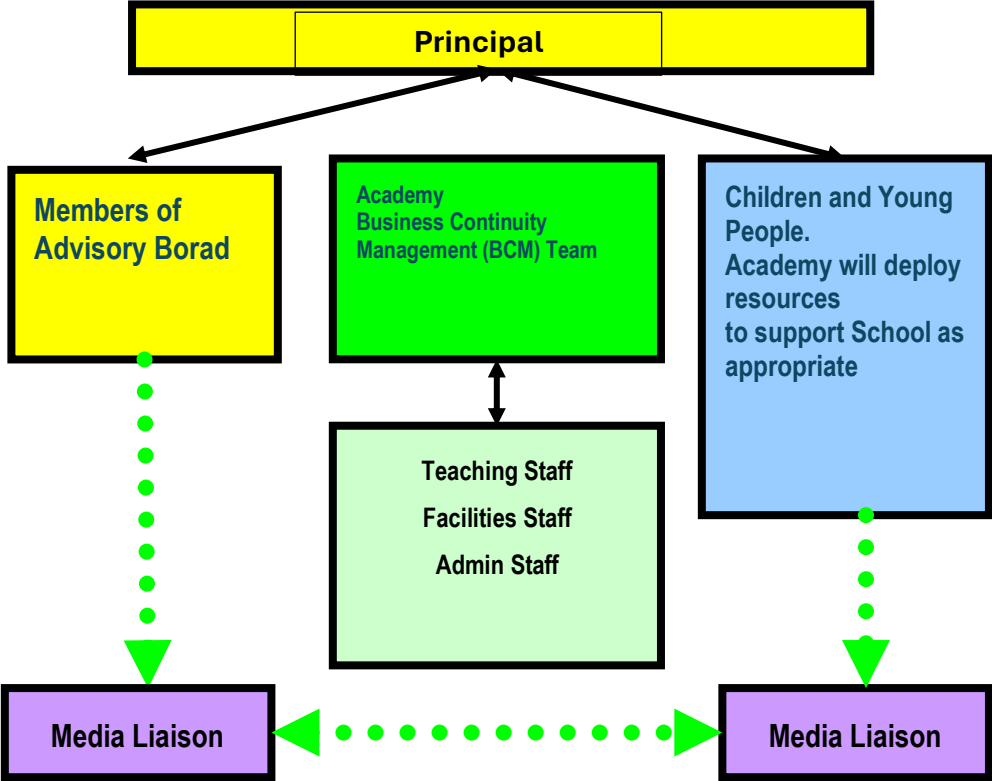 Principal
Members of
Advisory Borad
Academy
Business Continuity
Management (BCM) Team
Children and Young
People.
Academy will deploy
resources
to support School as
appropriate
Teaching Staff
Facilities Staff
Admin Staff
Media Liaison
Media Liaison